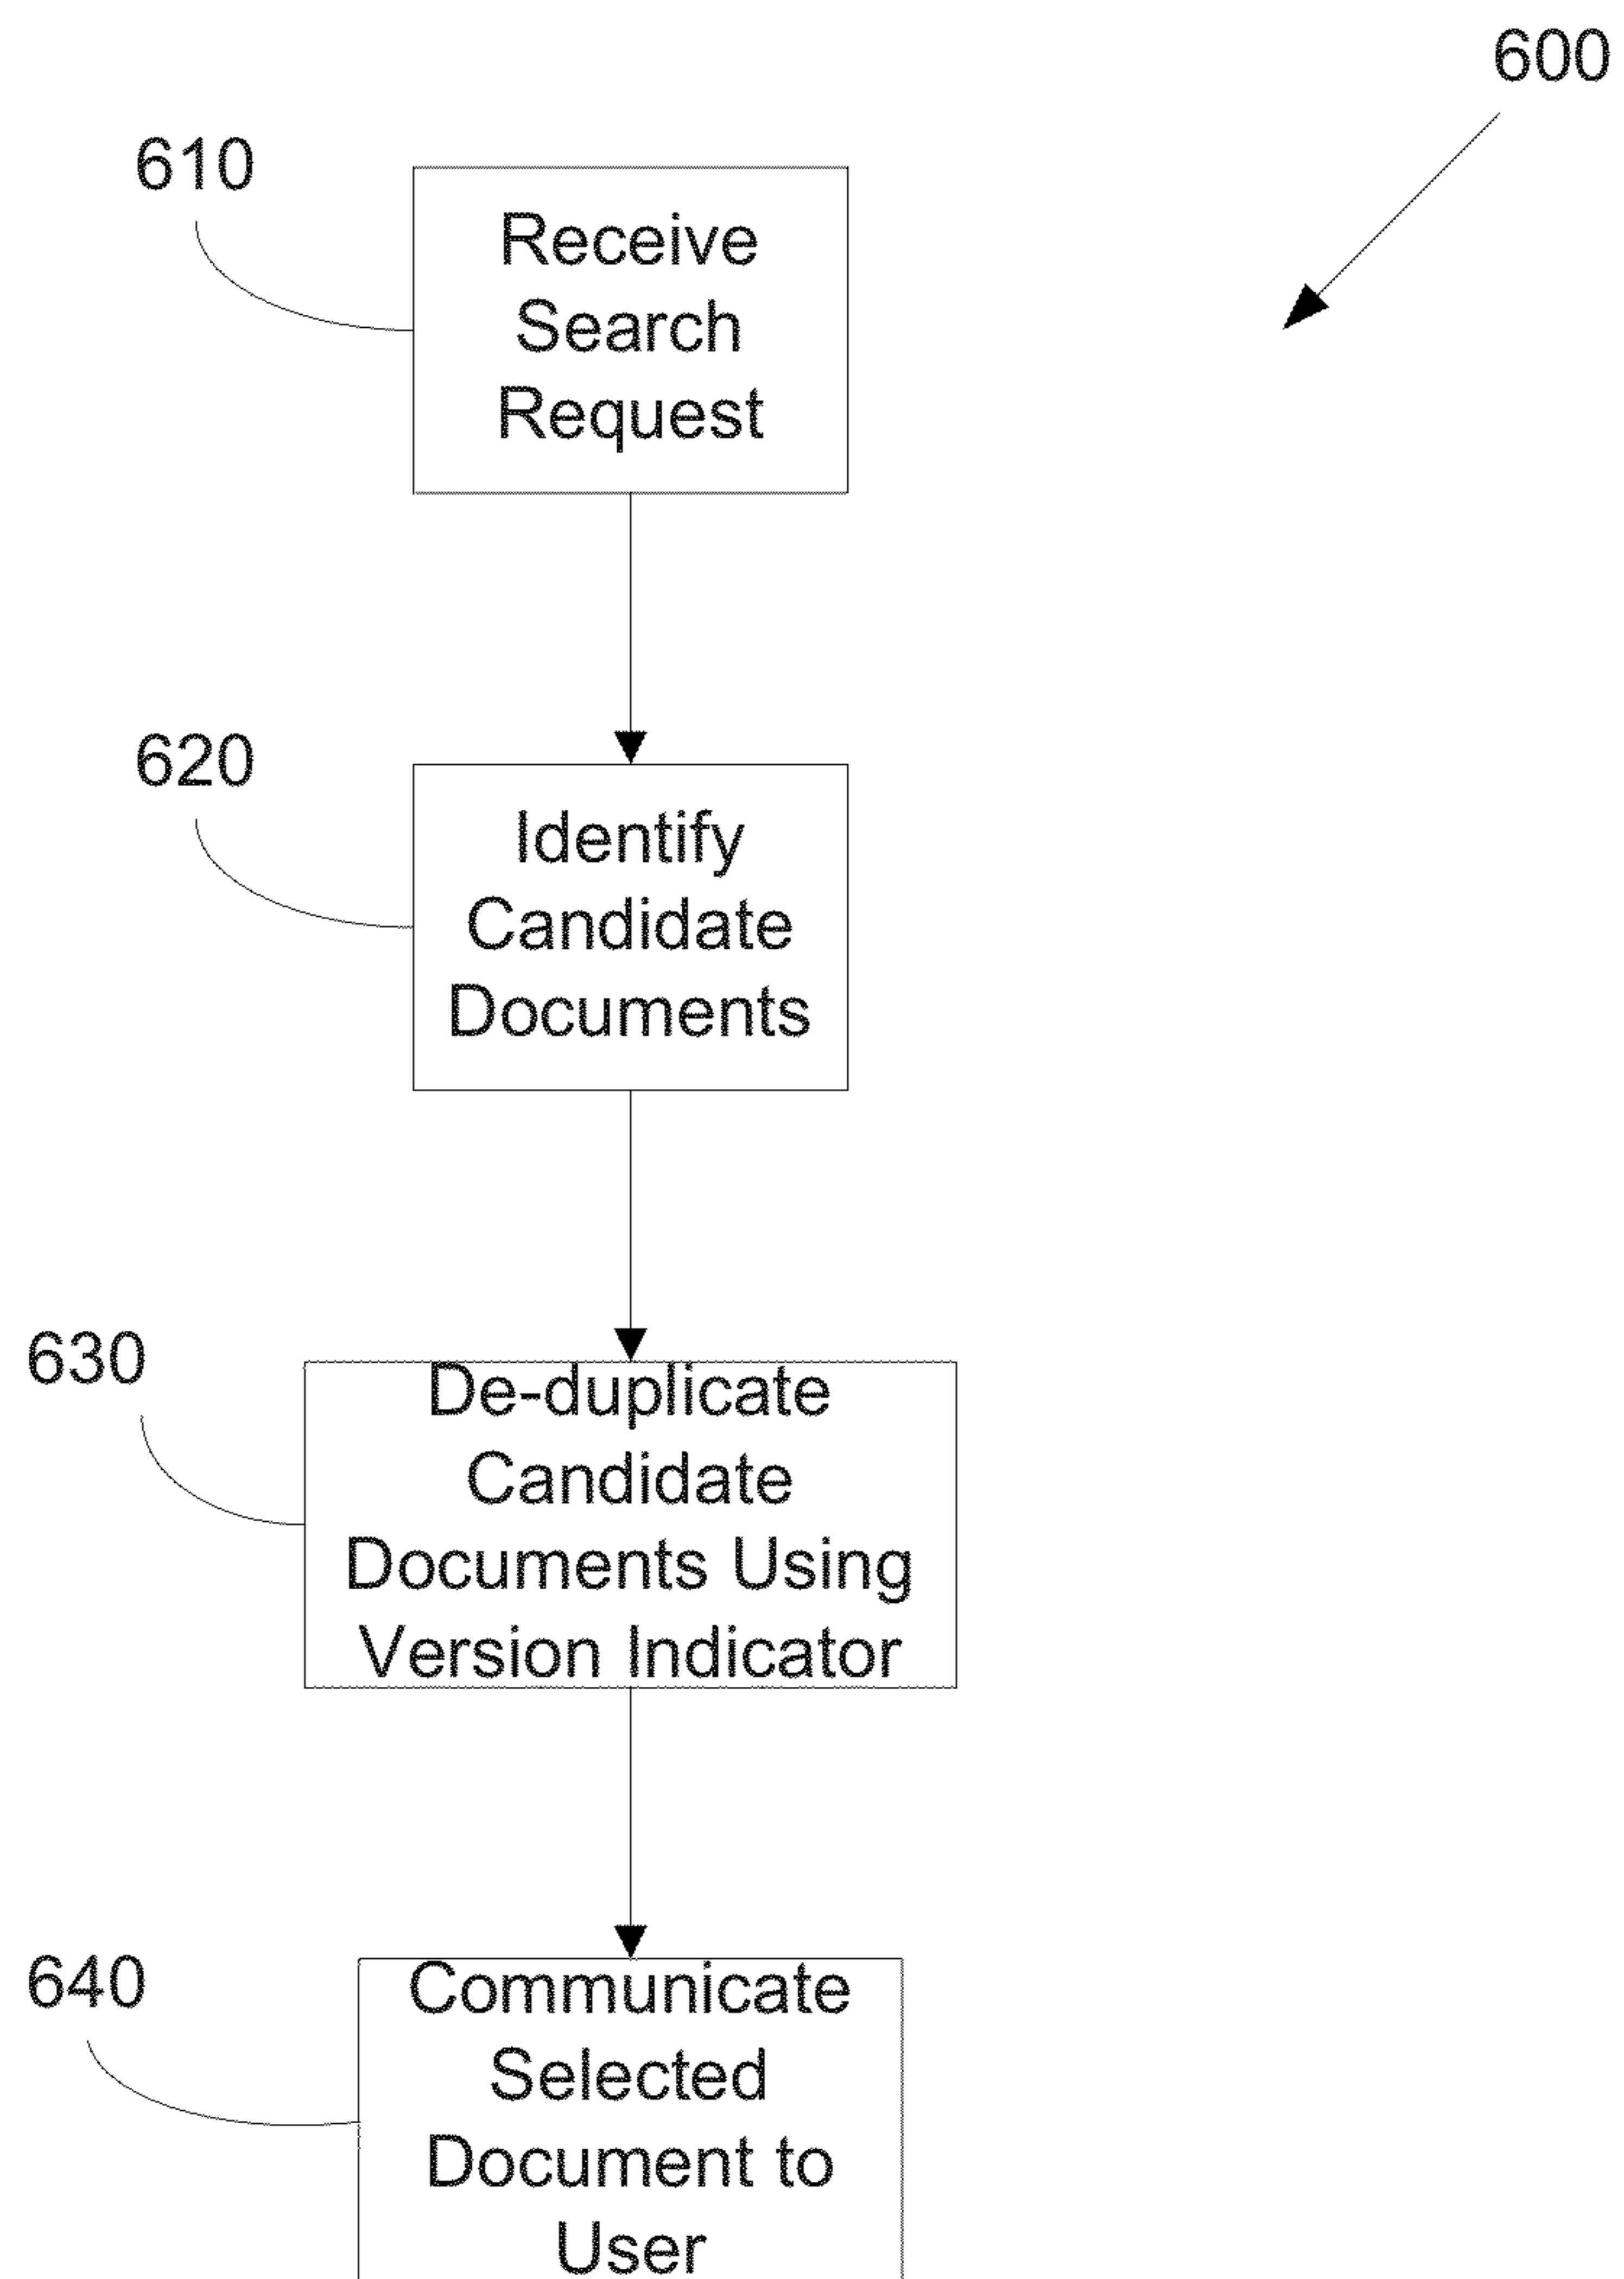 600
610
Receive
Search
Request
620
Identify
Candidate
Documents
630
De-duplicate
Candidate
Documents Using
Version Indicator
640
Communicate
Selected
Document to
User